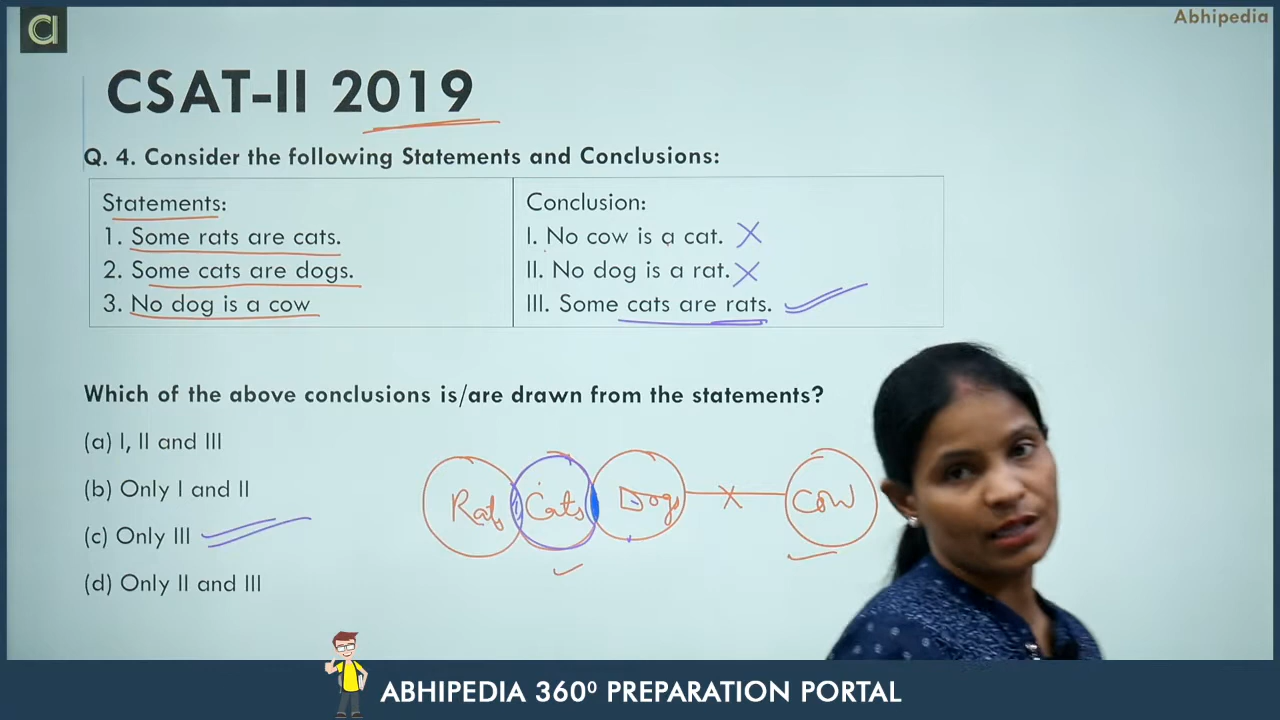 Abhipedia
CSAT-II 2019
Q. 4. Consider the following Statements and Conclusions:
Statements:
1. Some rats are cats.
2. Some cats are dogs.
3. No dog is a cow
Conclusion:
I. No cow is a cat.
II. No dog is a rat.
III. Some cats are rats.
Which of the above conclusions is/are drawn from the statements?
(a) I, II and III
(b) Only I and II
(c) Only III
(d) Only II and III
Rats Cats Dogs X Cow
ABHIPEDIA 360⁰ PREPARATION PORTAL